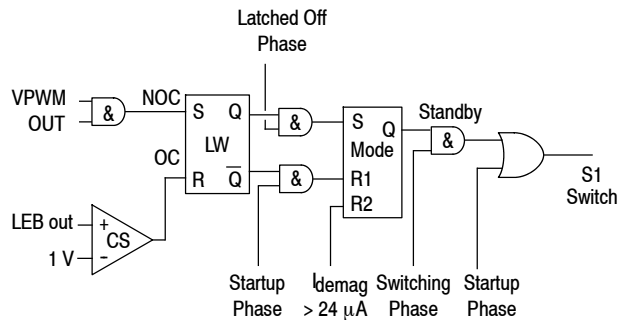 Latched Off
Phase
VPWM
OUT
&
NOC
S
Q
LW
OC
R
Q
&
&
S
Q
Mode
R1
R2
Standby
&
S1
Switch
LEB out
+
CS
1 V
−
Startup
Phase
Idemag
> 24 µA
Switching
Phase
Startup
Phase